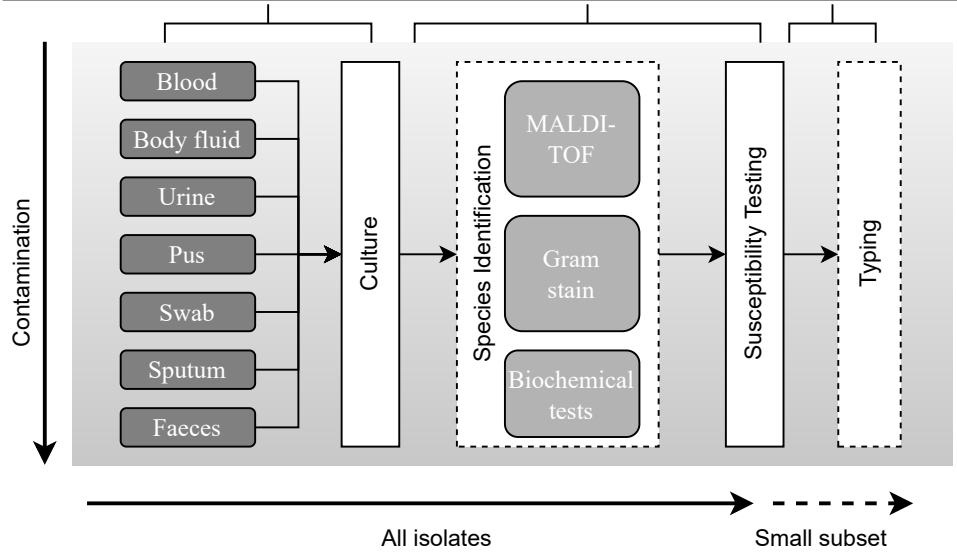 Contamination
Blood
Body fluid
Urine
Pus
Swab
Sputum
Faeces
Culture
Species Identification
MALDI-
TOF
Gram
stain
Biochemical
tests
Susceptibility Testing
Typing
All isolates
Small subset